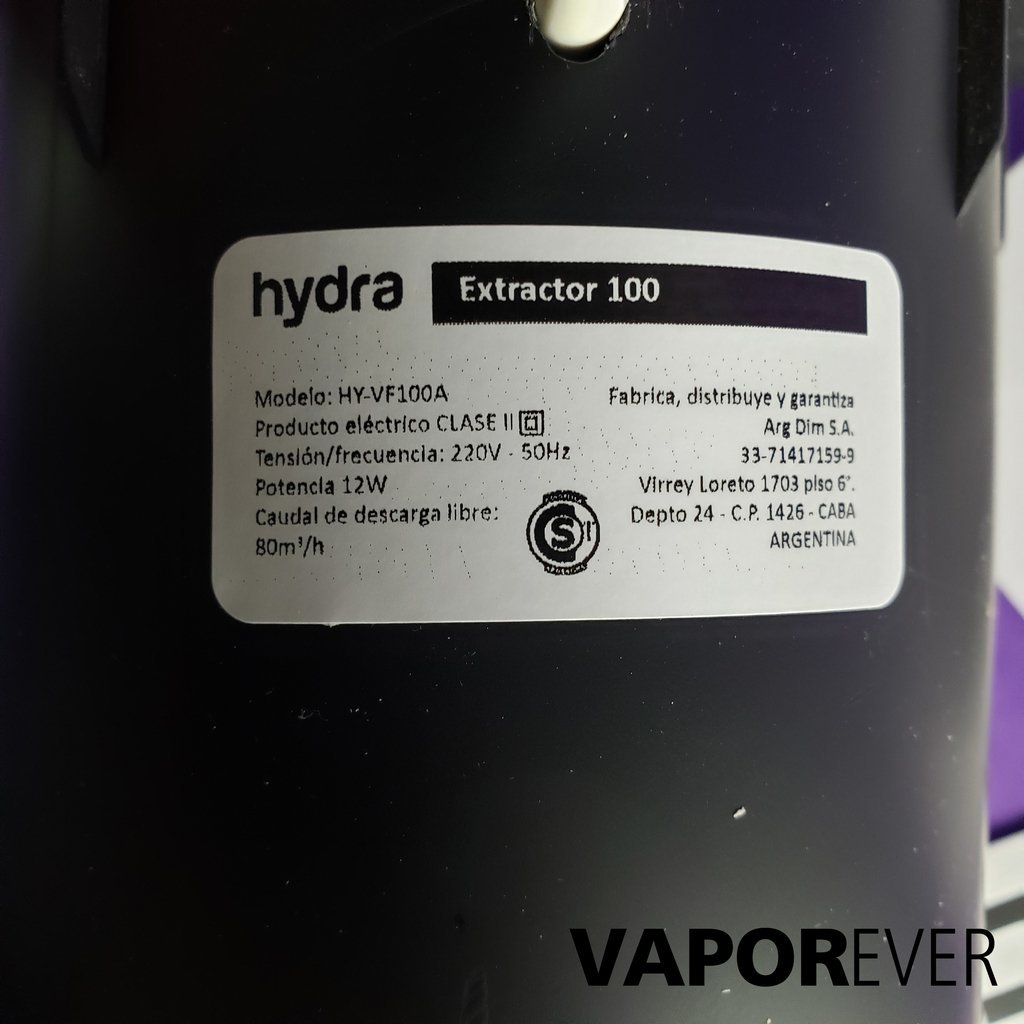 hydra
Extractor 100
Modelo: HY-VF100A
Producto eléctrico CLASE II
Tensión/frecuencia: 220V - 50Hz
Potencia 12W
Caudal de descarga libre:
80m³/h
S
Fabrica, distribuye y garantiza
Arg Dim S.A.
33-71417159-9
Virrey Loreto 1703 piso 6°.
Depto 24 - C.P. 1426 - CABA
ARGENTINA
VAPOREVER